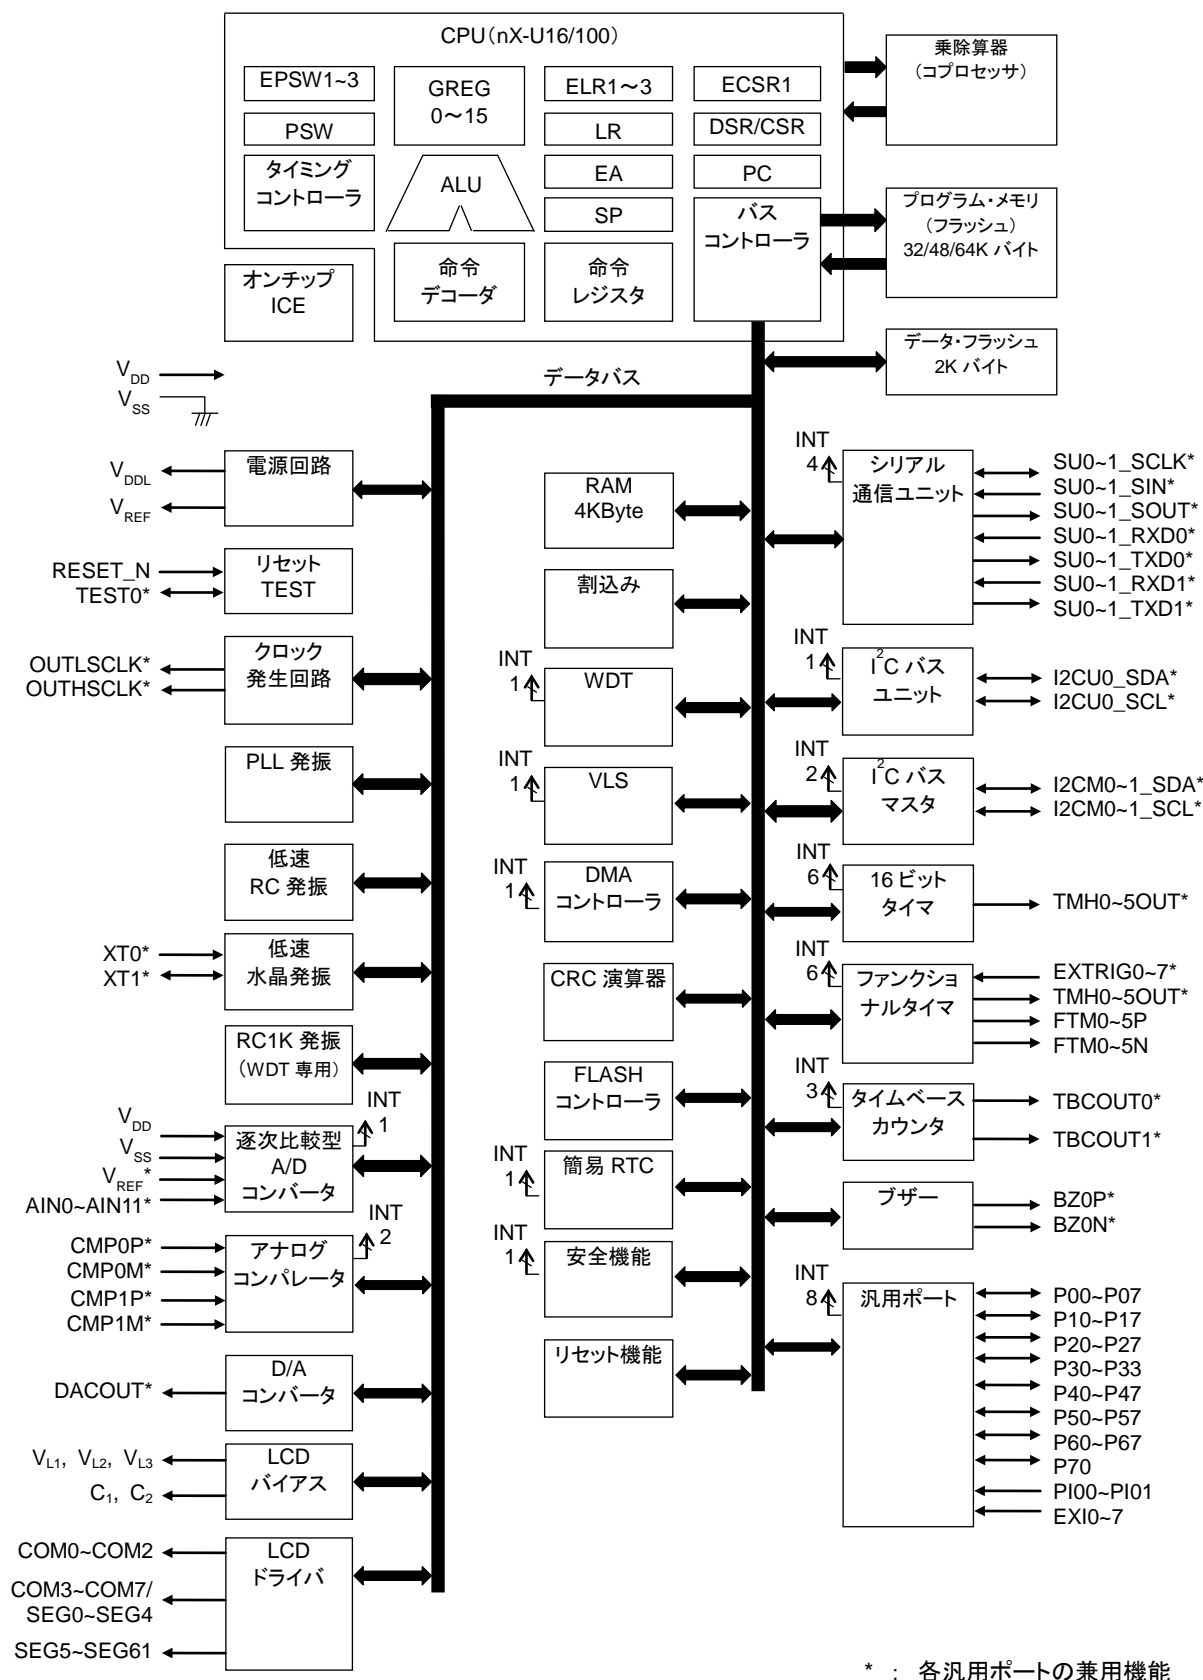 CPU（nX-U16/100）
EPSW1~3
GREG
0～15
ELR1～3
ECSR1
PSW
LR
DSR/CSR
タイミング
コントローラ
ALU
EA
PC
SP
バス
コントローラ
命令
デコーダ
命令
レジスタ
オンチップ
ICE
乗除算器
（コプロセッサ）
プログラム・メモリ
（フラッシュ）
32/48/64K バイト
データ・フラッシュ
2K バイト
データバス
VDD
VSS
VDDL
VREF
電源回路
RESET_N
TEST0*
リセット
TEST
OUTLSCLK*
OUTHSCLK*
クロック
発生回路
PLL 発振
低速
RC 発振
XT0*
XT1*
低速
水晶発振
RC1K 発振
（WDT 専用）
VDD
VSS
VREF*
AIN0~AIN11*
逐次比較型
A/D
コンバータ
INT
1
CMP0P*
CMP0M*
CMP1P*
CMP1M*
アナログ
コンパレータ
INT
2
DACOUT*
D/A
コンバータ
VL1, VL2, VL3
C1, C2
LCD
バイアス
COM0~COM2
COM3~COM7/
SEG0~SEG4
SEG5~SEG61
LCD
ドライバ
RAM
4KByte
割込み
INT
1
WDT
INT
1
VLS
INT
1
DMA
コントローラ
CRC 演算器
FLASH
コントローラ
INT
1
簡易 RTC
INT
1
安全機能
リセット機能
INT
4
シリアル
通信ユニット
SU0~1_SCLK*
SU0~1_SIN*
SU0~1_SOUT*
SU0~1_RXD0*
SU0~1_TXD0*
SU0~1_RXD1*
SU0~1_TXD1*
INT
1
I2C バス
ユニット
I2CU0_SDA*
I2CU0_SCL*
INT
2
I2C バス
マスタ
I2CM0~1_SDA*
I2CM0~1_SCL*
INT
6
16 ビット
タイマ
TMH0~5OUT*
INT
6
ファンクショ
ナルタイマ
EXTRIG0~7*
TMH0~5OUT*
FTM0~5P
FTM0~5N
INT
3
タイムベース
カウンタ
TBCOUT0*
TBCOUT1*
ブザー
BZ0P*
BZ0N*
INT
8
汎用ポート
P00~P07
P10~P17
P20~P27
P30~P33
P40~P47
P50~P57
P60~P67
P70
PI00~PI01
EXI0~7
* : 各汎用ポートの兼用機能